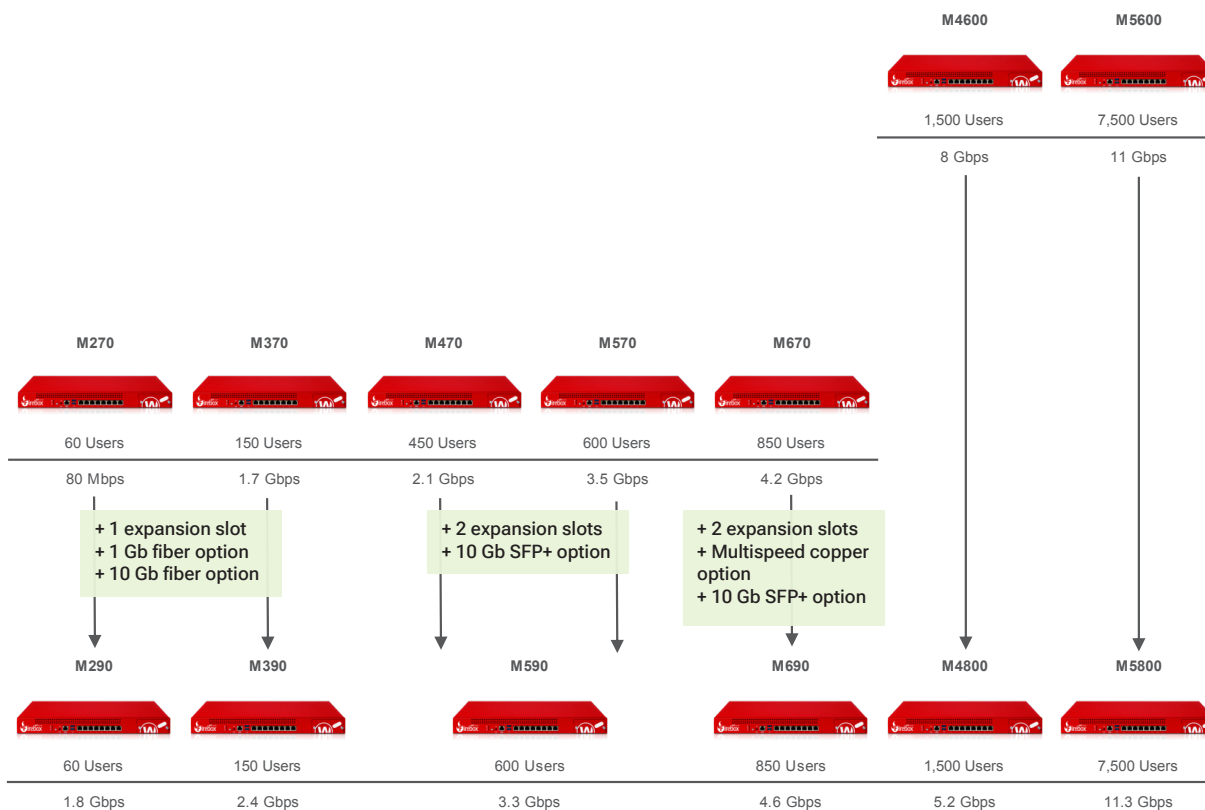 M4600
M5600
1,500 Users
7,500 Users
8 Gbps
11 Gbps
M270
M370
M470
M570
M670
60 Users
150 Users
450 Users
600 Users
850 Users
80 Mbps
1.7 Gbps
2.1 Gbps
3.5 Gbps
4.2 Gbps
+ 1 expansion slot
+ 1 Gb fiber option
+ 10 Gb fiber option
+ 2 expansion slots
+ 10 Gb SFP+ option
+ 2 expansion slots
+ Multispeed copper
option
+ 10 Gb SFP+ option
M290
M390
M590
M690
M4800
M5800
60 Users
150 Users
600 Users
850 Users
1,500 Users
7,500 Users
1.8 Gbps
2.4 Gbps
3.3 Gbps
4.6 Gbps
5.2 Gbps
11.3 Gbps